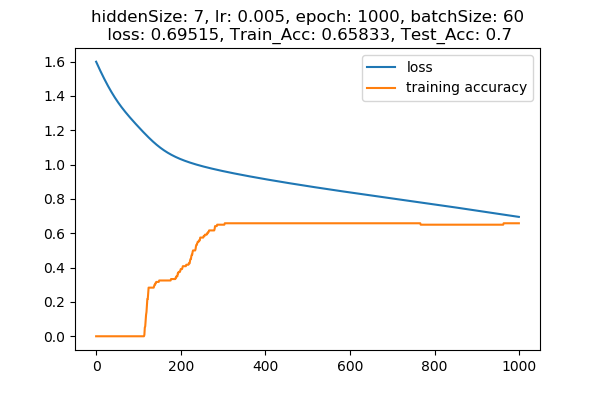 hiddenSize: 7, lr: 0.005, epoch: 1000, batchSize: 60
loss: 0.69515, Train_Acc: 0.65833, Test_Acc: 0.7
loss
training accuracy
1.6
1.4
1.2
1.0
0.8
0.6
0.4
0.2
0.0
0 200 400 600 800 1000